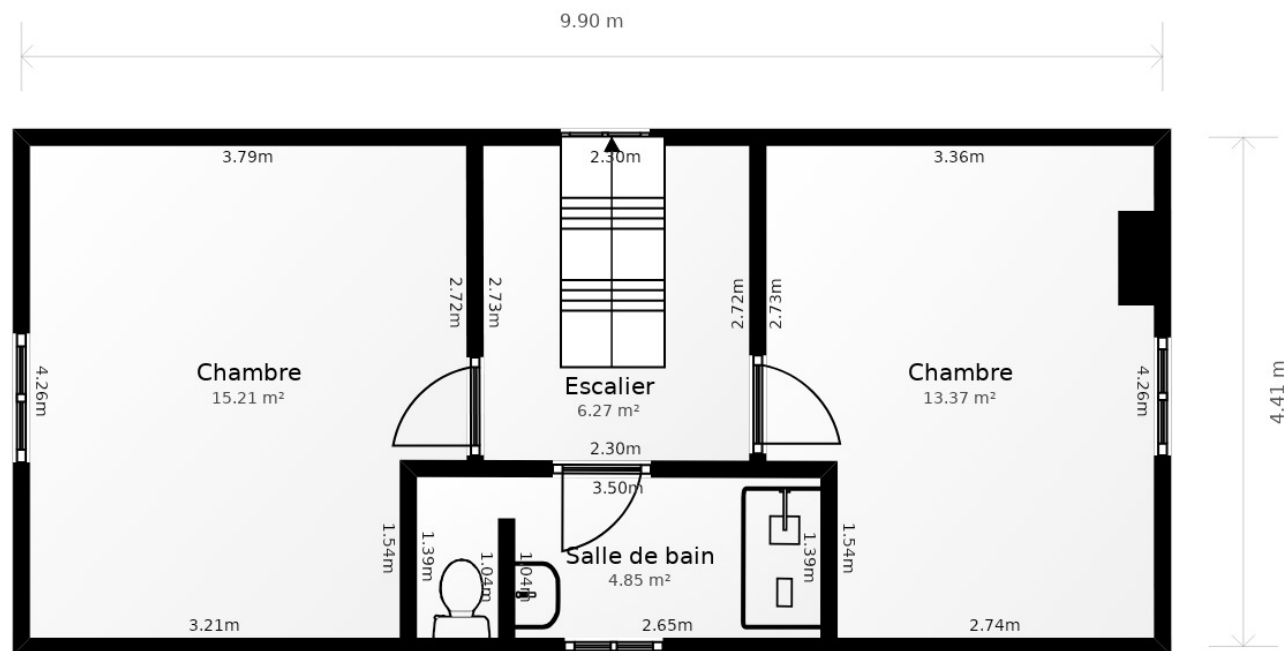 9.90 m
3.79m
2.30m
3.36m
2.72m
2.73m
2.72m
2.73m
4.41 m
Chambre
15.21 m²
4.26m
Escalier
6.27 m²
Chambre
13.37 m²
4.26m
2.30m
3.50m
1.54m
1.39m
1.04m
1.04m
Salle de bain
4.85 m²
1.39m
1.54m
3.21m
2.65m
2.74m